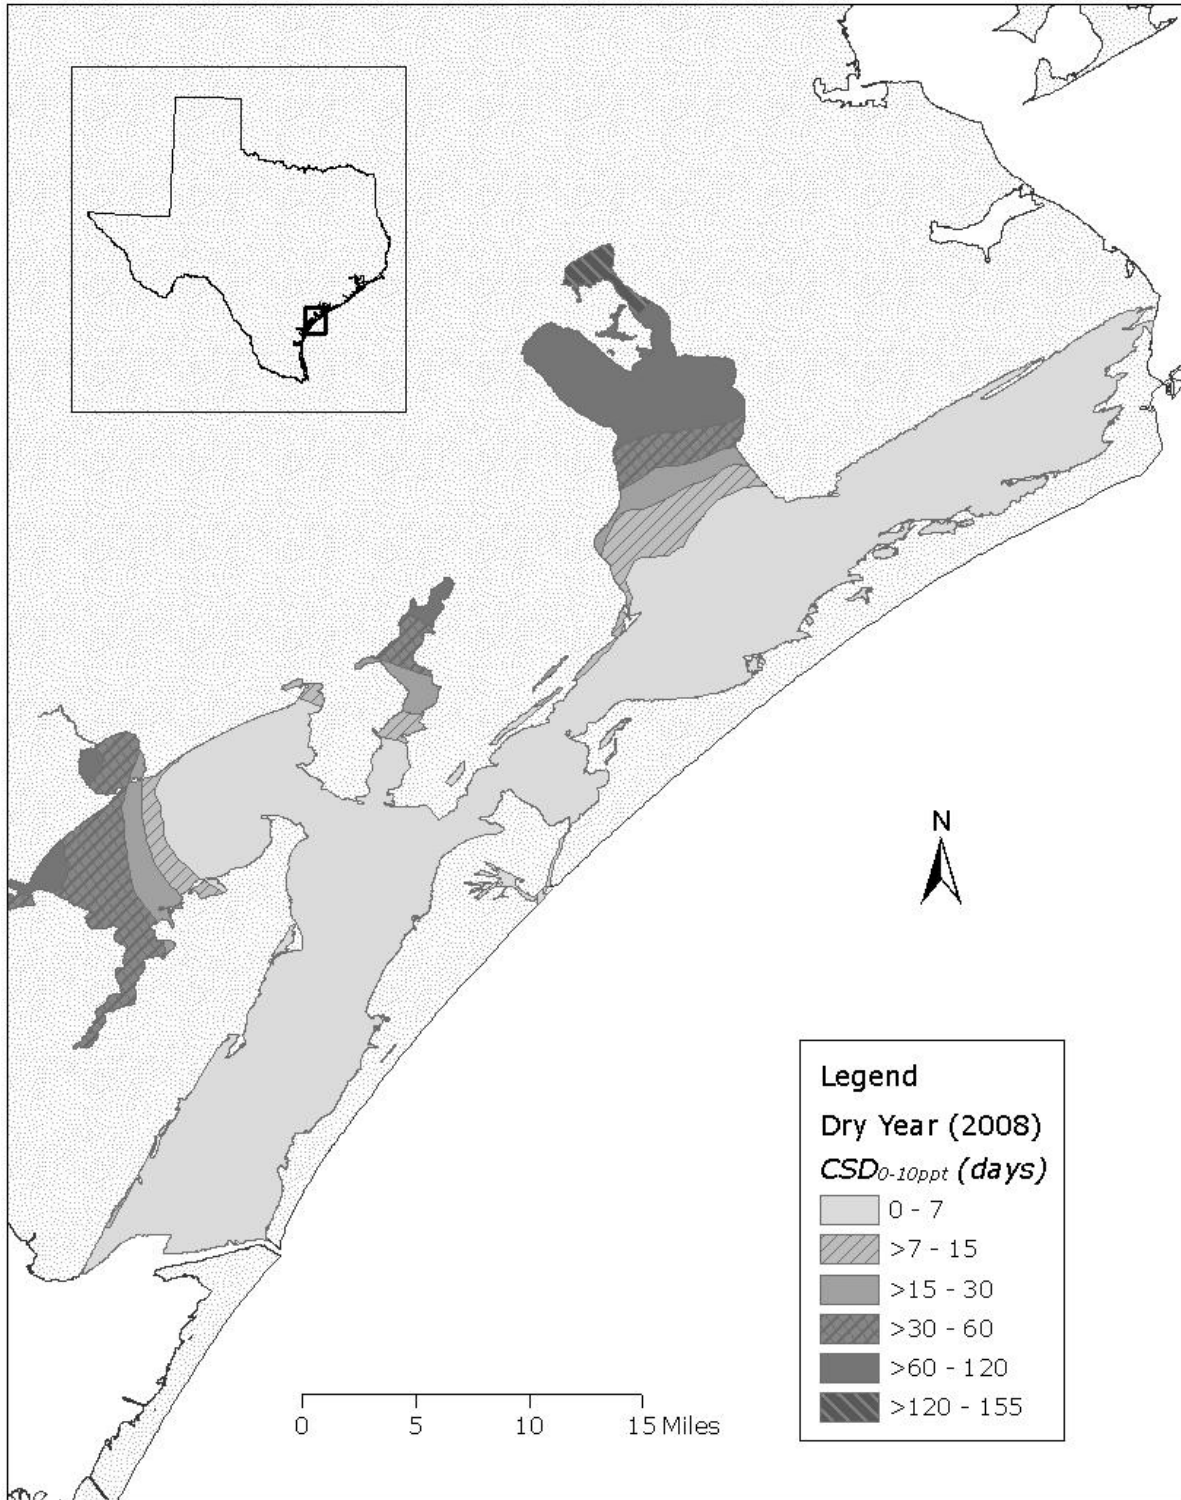 N
Legend
Dry Year (2008)
CSD0-10ppt (days)
0 - 7
>7 - 15
>15 - 30
>30 - 60
>60 - 120
>120 - 155
0 5 10 15 Miles